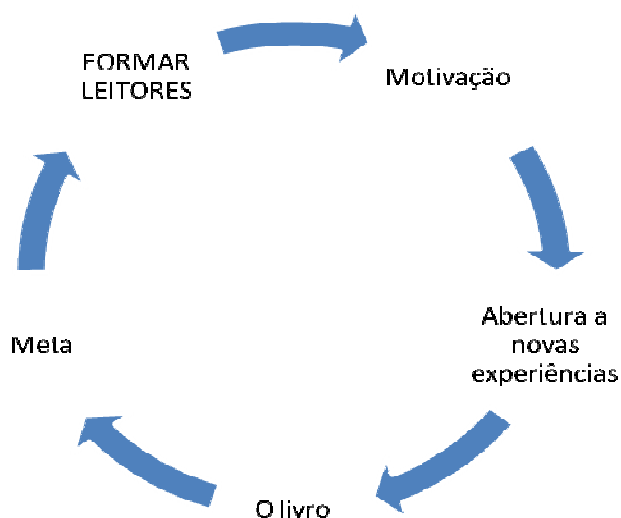 FORMAR
LEITORES
Motivação
Abertura a
novas
experiências
O livro
Meta